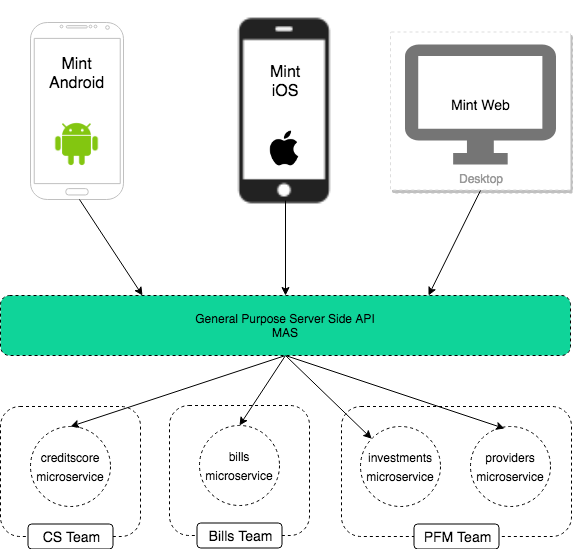 Mint
Android
Mint
iOS
Mint Web
Desktop
General Purpose Server Side API
MAS
creditscore
microservice
bills
microservice
investments
microservice
providers
microservice
CS Team
Bills Team
PFM Team